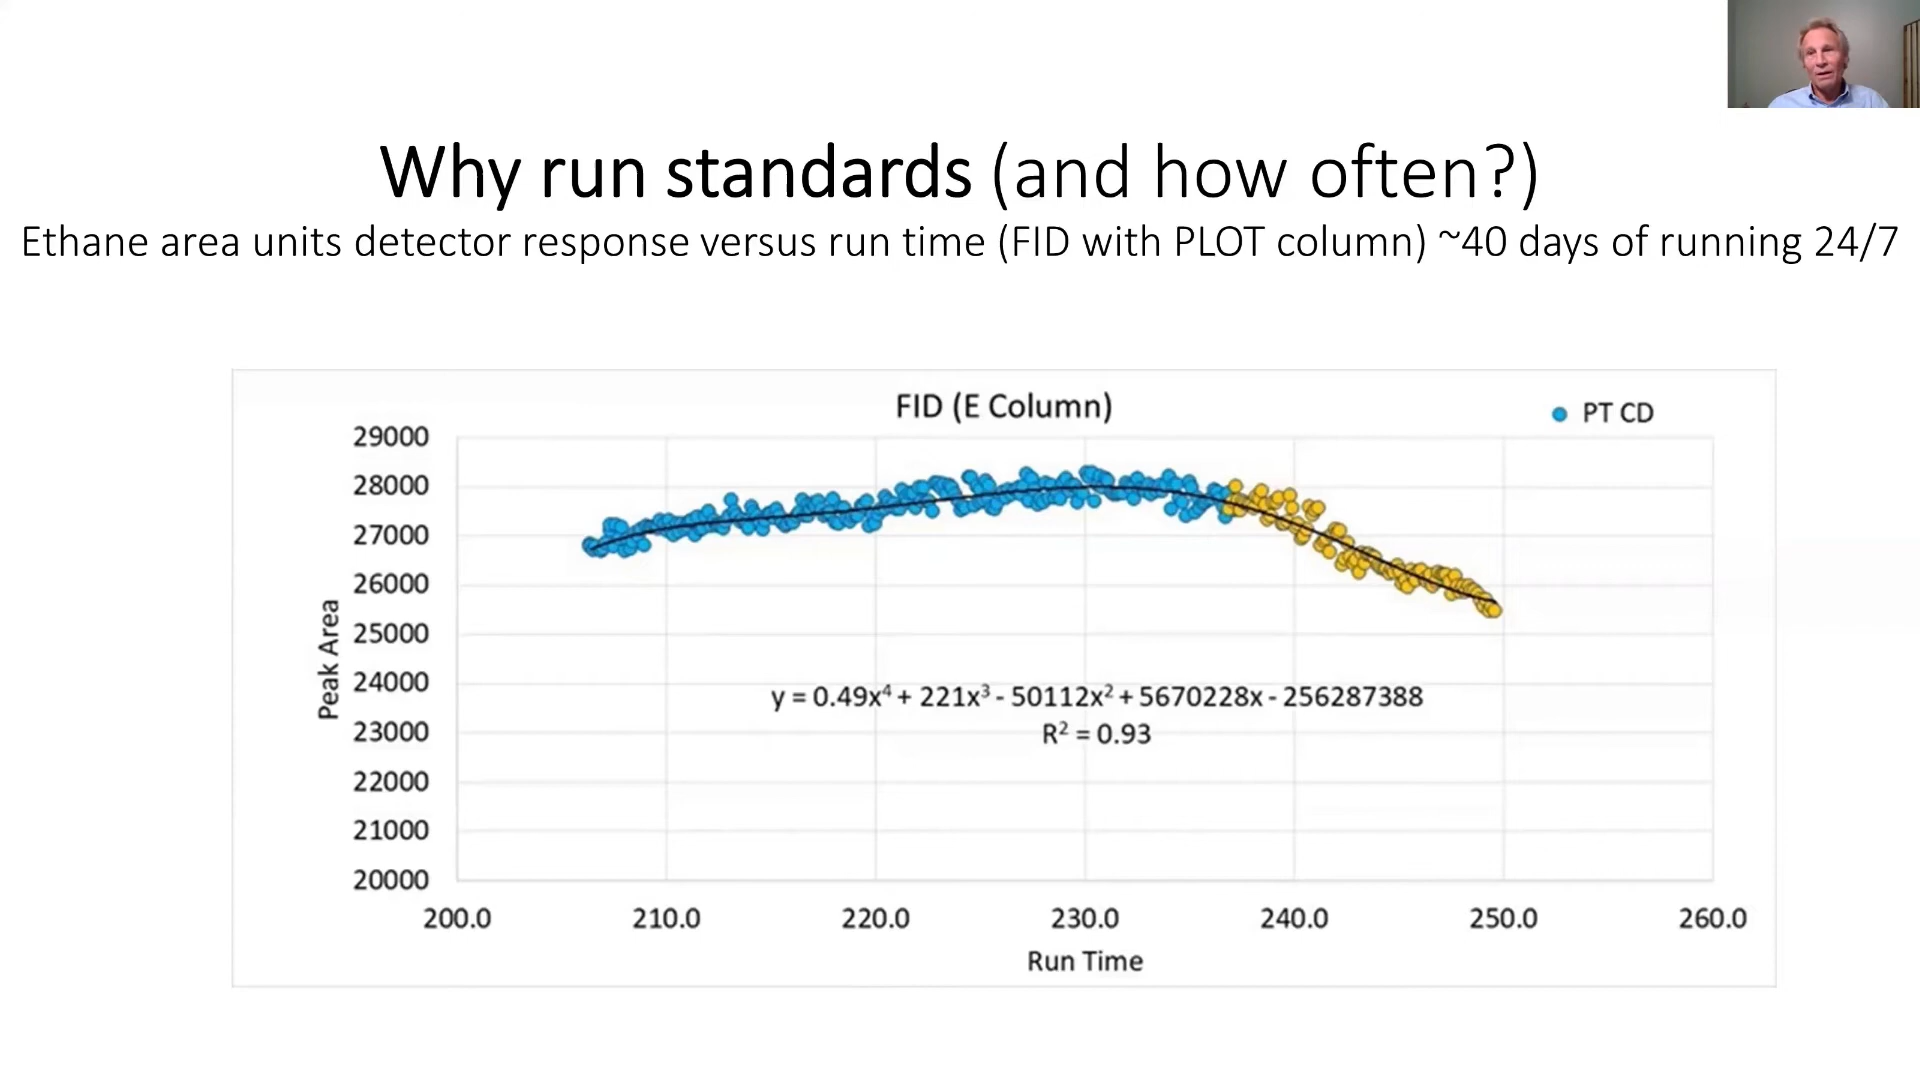 Why run standards (and how often?)
Ethane area units detector response versus run time (FID with PLOT column) ~40 days of running 24/7
FID (E Column)
PT CD
29000
28000
27000
26000
25000
24000
23000
22000
21000
20000
Peak Area
y = 0.49x⁴ + 221x³ - 50112x² + 5670228x - 256287388
R² = 0.93
200.0 210.0 220.0 230.0 240.0 250.0 260.0
Run Time